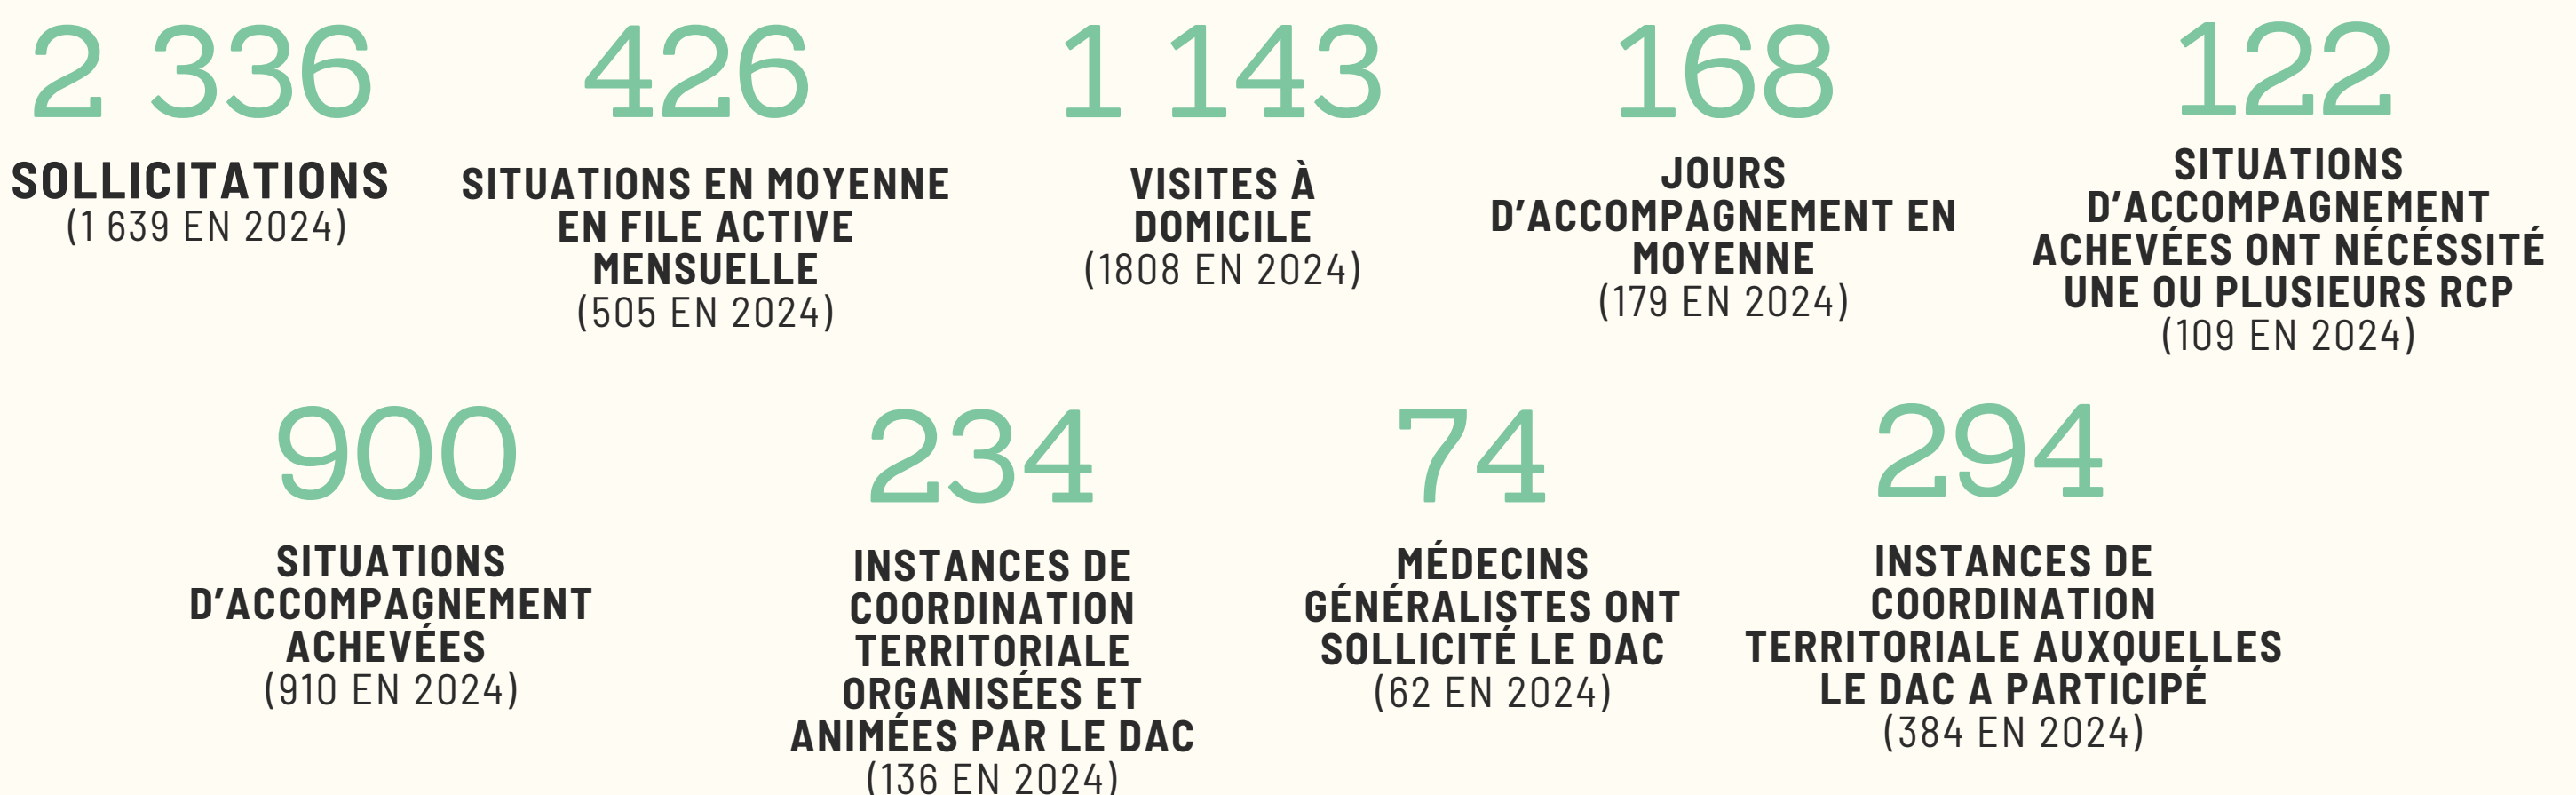 2 336
SOLLICITATIONS
(1 639 EN 2024)
426
SITUATIONS EN MOYENNE
EN FILE ACTIVE
MENSUELLE
(505 EN 2024)
1 143
VISITES À
DOMICILE
(1808 EN 2024)
168
JOURS
D'ACCOMPAGNEMENT EN
MOYENNE
(179 EN 2024)
122
SITUATIONS
D'ACCOMPAGNEMENT
ACHEVÉES ONT NÉCÉSSITÉ
UNE OU PLUSIEURS RCP
(109 EN 2024)
900
SITUATIONS
D'ACCOMPAGNEMENT
ACHEVÉES
(910 EN 2024)
234
INSTANCES DE
COORDINATION
TERRITORIALE
ORGANISÉES ET
ANIMÉES PAR LE DAC
(136 EN 2024)
74
MÉDECINS
GÉNÉRALISTES ONT
SOLLICITÉ LE DAC
(62 EN 2024)
294
INSTANCES DE
COORDINATION
TERRITORIALE AUXQUELLES
LE DAC A PARTICIPÉ
(384 EN 2024)